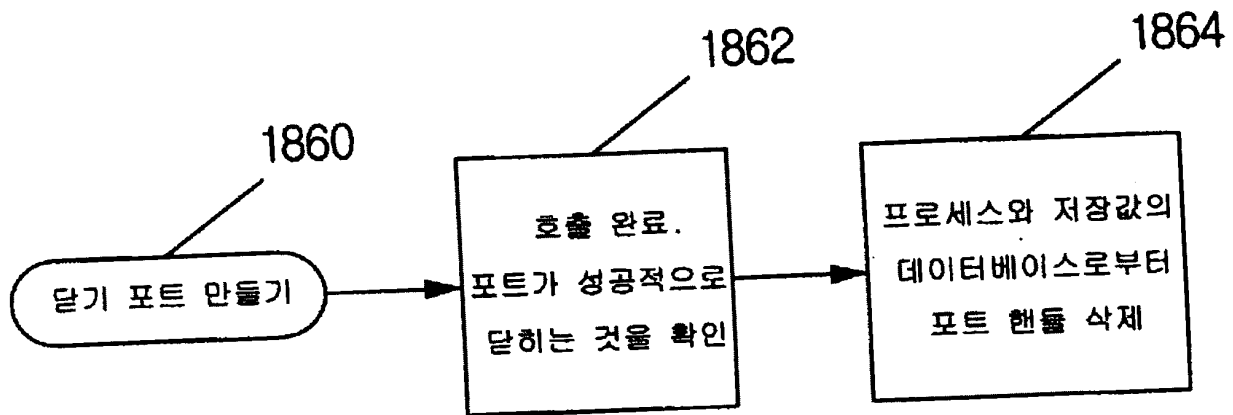 1860
닫기 포트 만들기
1862
호출 완료.
포트가 성공적으로
닫히는 것을 확인
1864
프로세스와 저장값의
데이터베이스로부터
포트 핸들 삭제